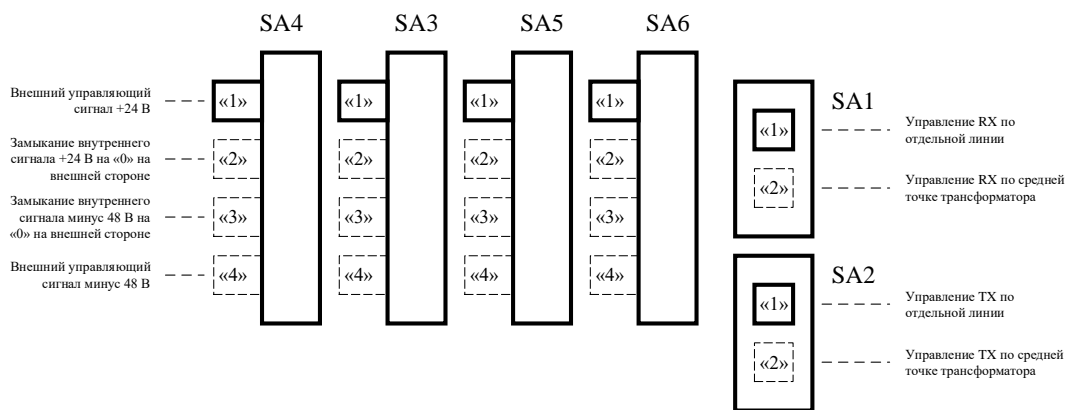 SA4 SA3 SA5 SA6
Внешний управляющий
сигнал +24 В
«1» «1» «1» «1»
Замыкание внутреннего
сигнала +24 В на «0» на
внешней стороне
«2» «2» «2» «2»
Замыкание внутреннего
сигнала минус 48 В на
«0» на внешней стороне
«3» «3» «3» «3»
Внешний управляющий
сигнал минус 48 В
«4» «4» «4» «4»
SA1
«1»
Управление RX по
отдельной линии
«2»
Управление RX по средней
точке трансформатора
SA2
«1»
Управление TX по
отдельной линии
«2»
Управление TX по средней
точке трансформатора